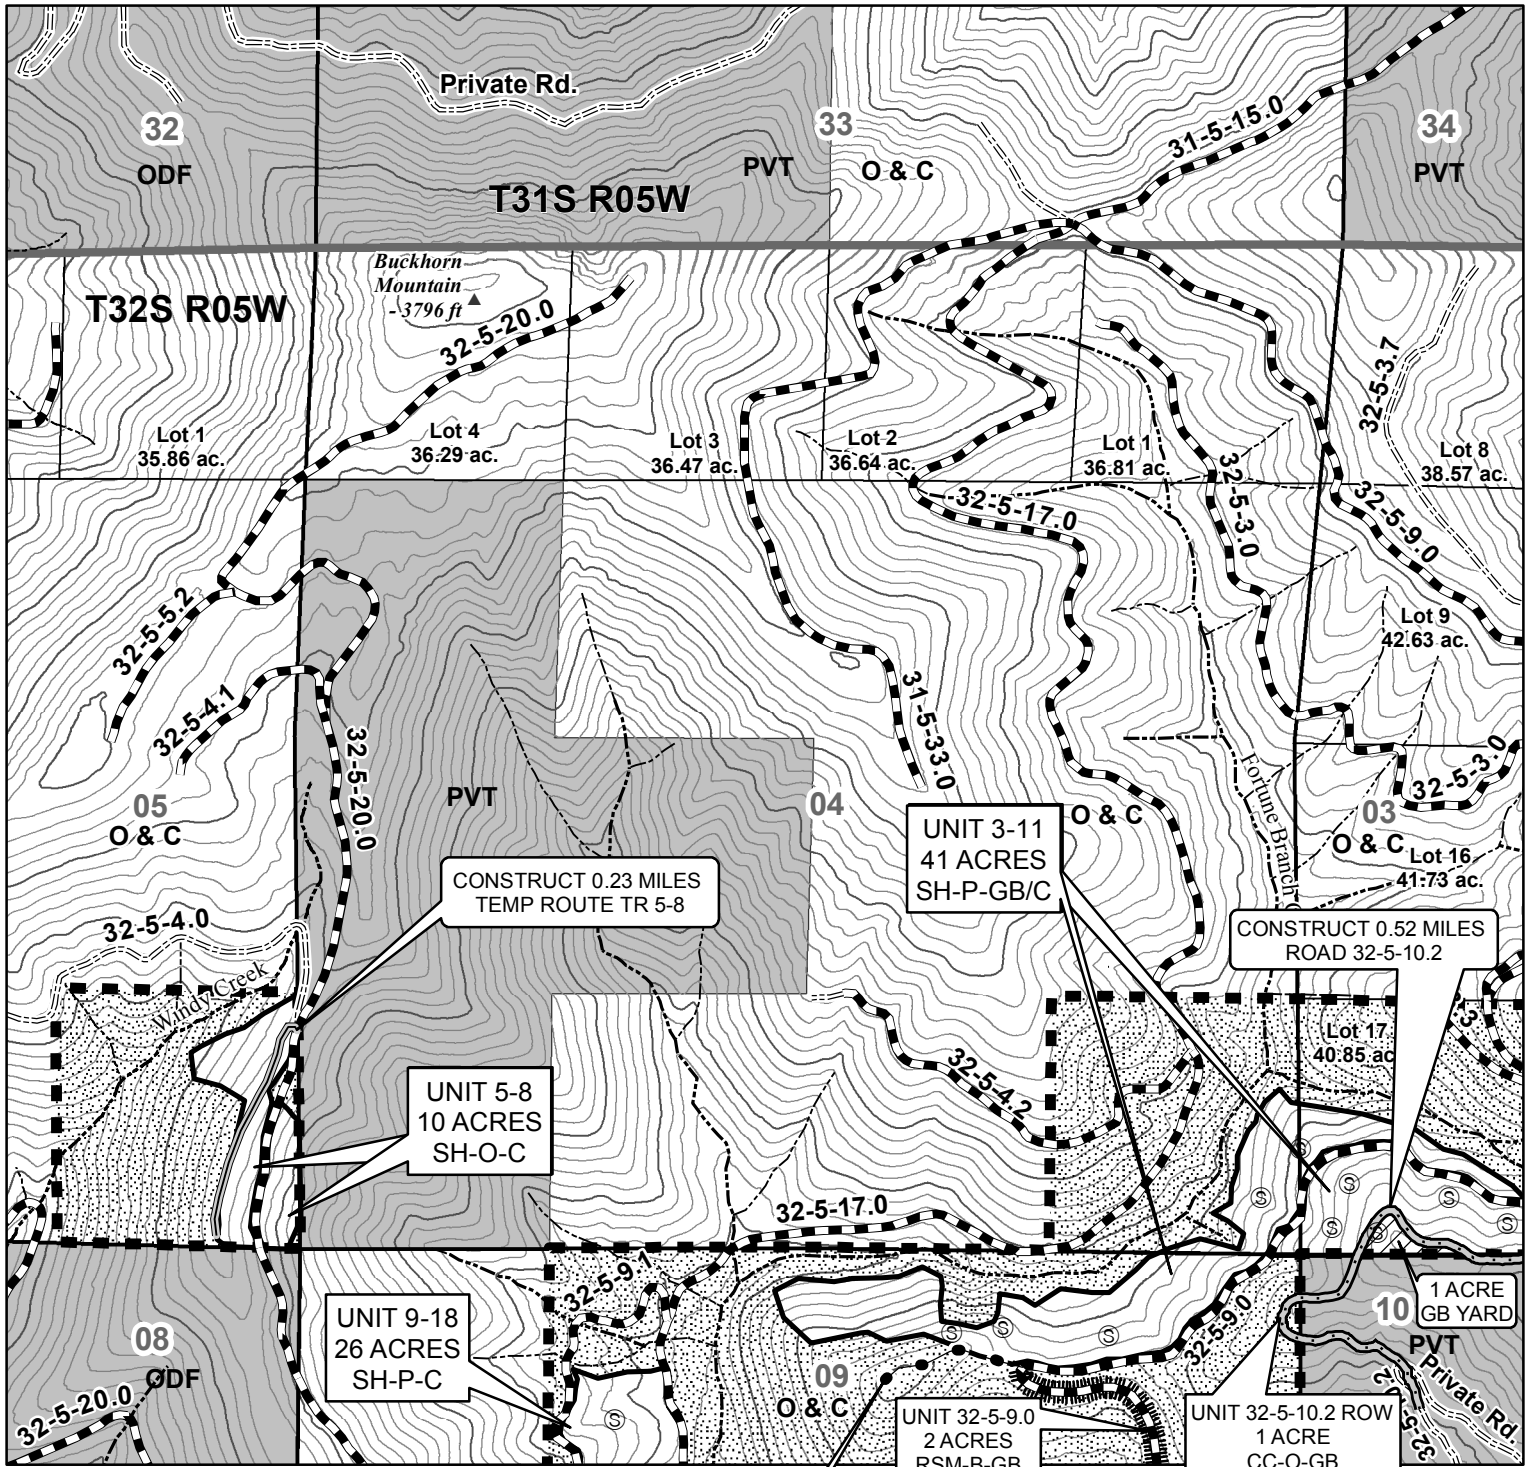 Private Rd.
32
ODF
33
PVT
O & C
31-5-15.0
34
PVT
T31S R05W
Buckhorn
Mountain
- 3796 ft
T32S R05W
32-5-20.0
32-5-3.7
Lot 1
35.86 ac.
Lot 4
36.29 ac.
Lot 3
36.47 ac.
Lot 2
36.64 ac.
Lot 1
36.81 ac.
Lot 8
38.57 ac.
32-5-17.0
32-5-3.0
32-5-9.0
32-5-5.2
Lot 9
42.63 ac.
32-5-4.1
31-5-33.0
32-5-20.0
Fortune Branch
32-5-3.0
05
O & C
PVT
04
O & C
03
O & C
Lot 16
41.73 ac.
UNIT 3-11
41 ACRES
SH-P-GB/C
CONSTRUCT 0.23 MILES
TEMP ROUTE TR 5-8
32-5-4.0
CONSTRUCT 0.52 MILES
ROAD 32-5-10.2
Windy Creek
Lot 17
40.85 ac
32-5-4.2
UNIT 5-8
10 ACRES
SH-O-C
S
S
S
S
S
S
S
32-5-17.0
32-5-9.1
1 ACRE
GB YARD
UNIT 9-18
26 ACRES
SH-P-C
08
ODF
S
S
S
32-5-9.0
10
PVT
Private Rd.
09
O & C
S
32-5-20.0
UNIT 32-5-9.0
2 ACRES
RSM-B-GB
UNIT 32-5-10.2 ROW
1 ACRE
CC-O-GB